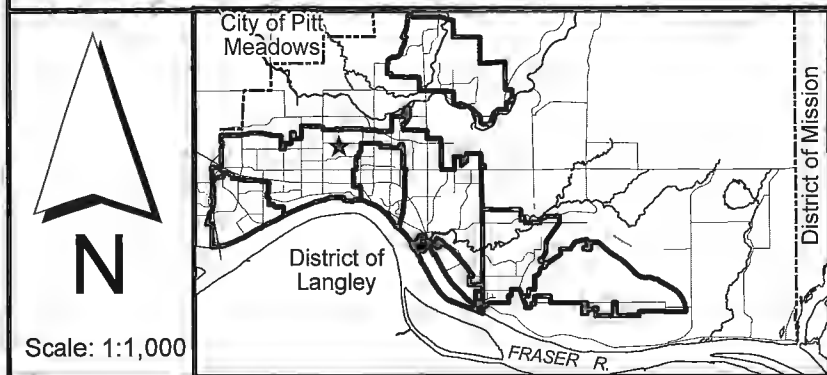 City of Pitt
Meadows
District of Mission
District of
Langley
N
Scale: 1:1,000
FRASER R.